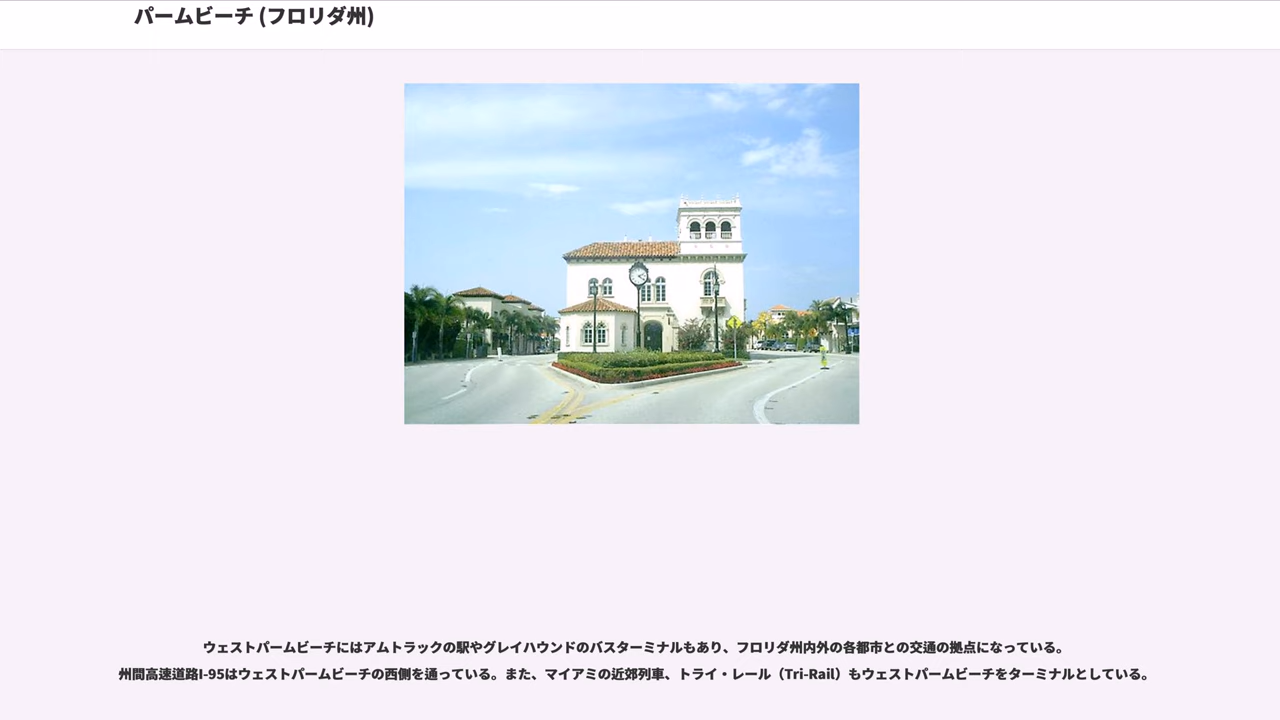 パームビーチ (フロリダ州)
ウェストパームビーチにはアムトラックの駅やグレイハウンドのバスターミナルもあり、フロリダ州内外の各都市との交通の拠点になっている。
州間高速道路I-95はウェストパームビーチの西側を通っている。また、マイアミの近郊列車、トライ・レール（Tri-Rail）もウェストパームビーチをターミナルとしている。